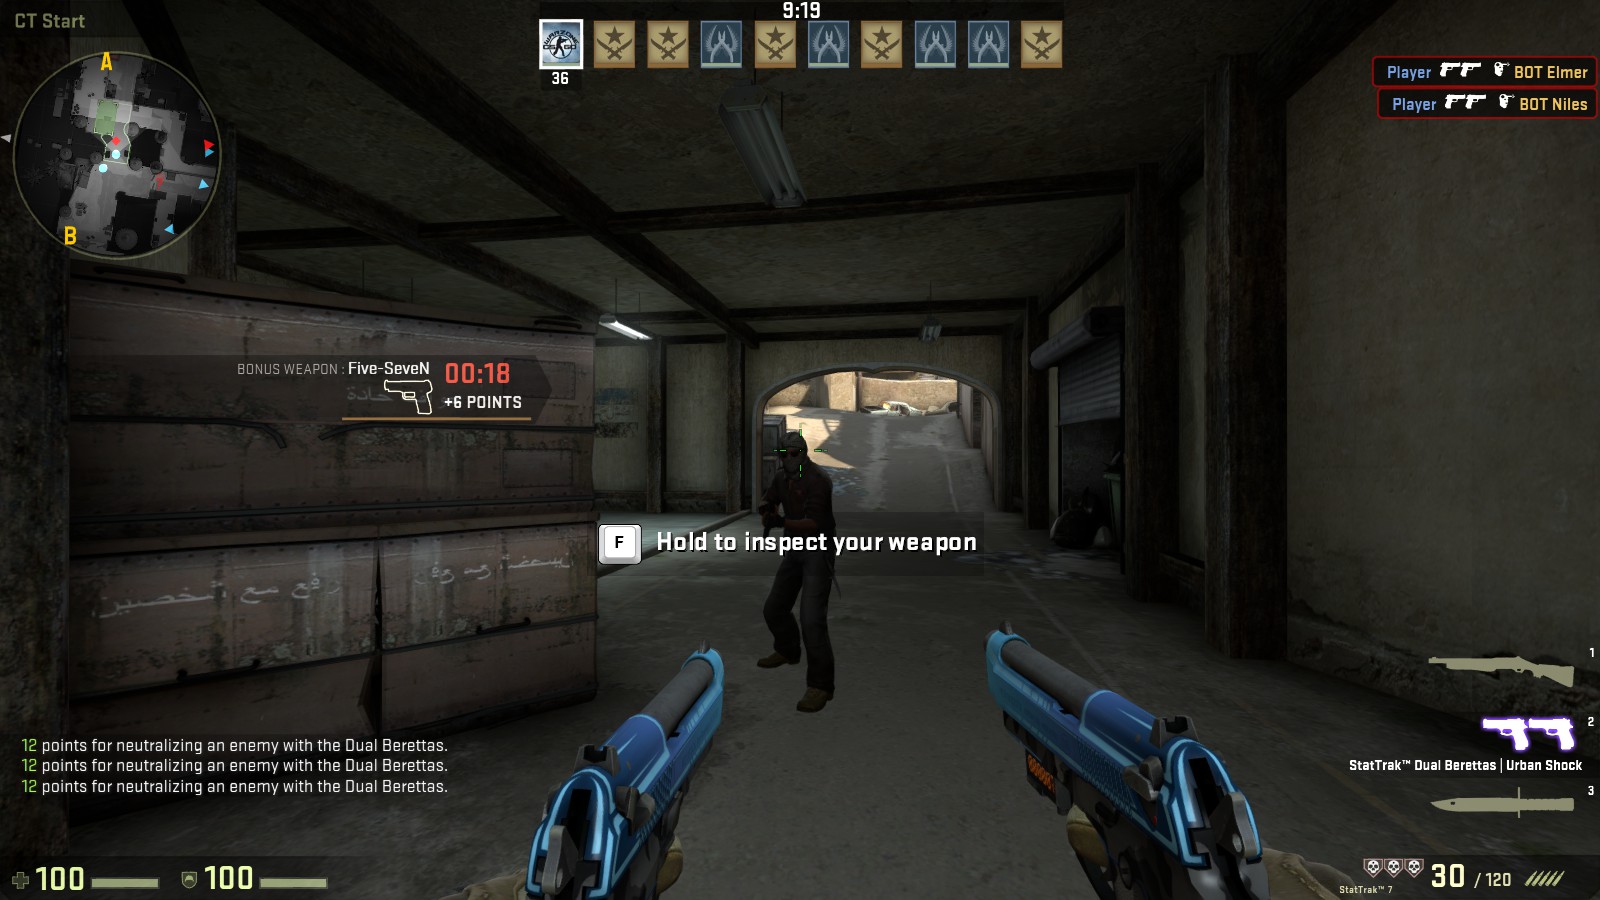 CT Start
9:19
36
A
B
Player BOT Elmer
Player BOT Niles
BONUS WEAPON : Five-SeveN 00:18
+6 POINTS
F Hold to inspect your weapon
رفع مع
1
2
StatTrak™ Dual Berettas | Urban Shock
3
12 points for neutralizing an enemy with the Dual Berettas.
12 points for neutralizing an enemy with the Dual Berettas.
12 points for neutralizing an enemy with the Dual Berettas.
100 100
StatTrak™ 7
30 / 120